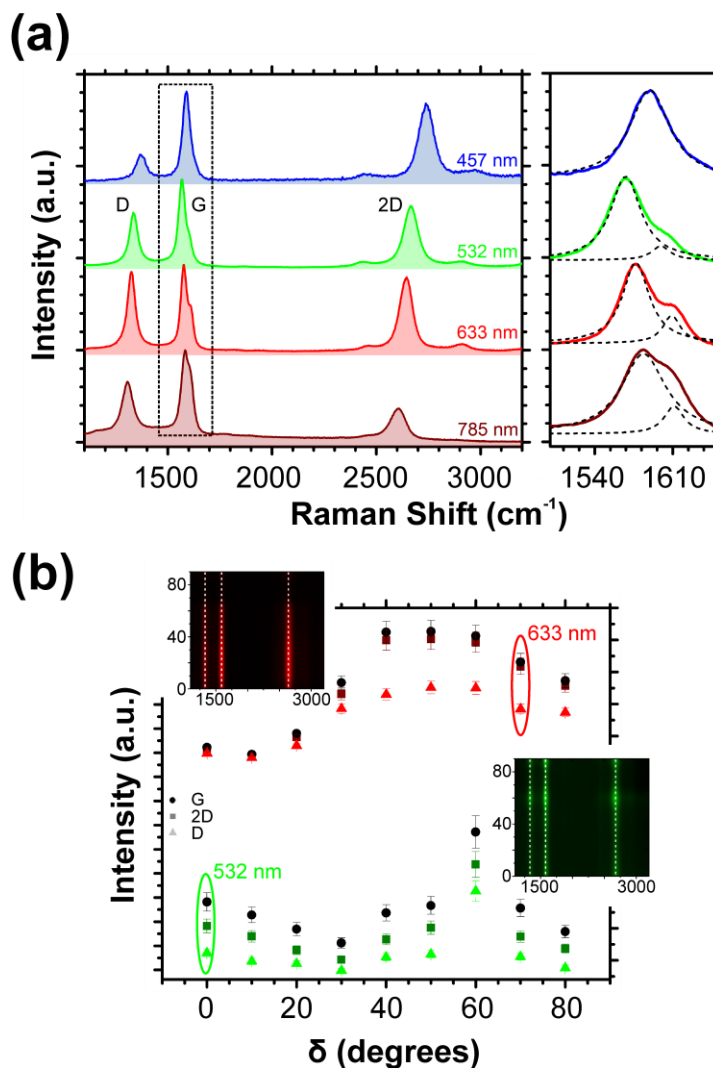 (a)
Intensity (a.u.)
457 nm
D
G
2D
532 nm
633 nm
785 nm
1500
2000
2500
3000
1540
1610
Raman Shift (cm⁻¹)
(b)
Intensity (a.u.)
80
40
0
1500
3000
633 nm
G
2D
D
80
40
0
1500
3000
532 nm
0
20
40
60
80
δ (degrees)